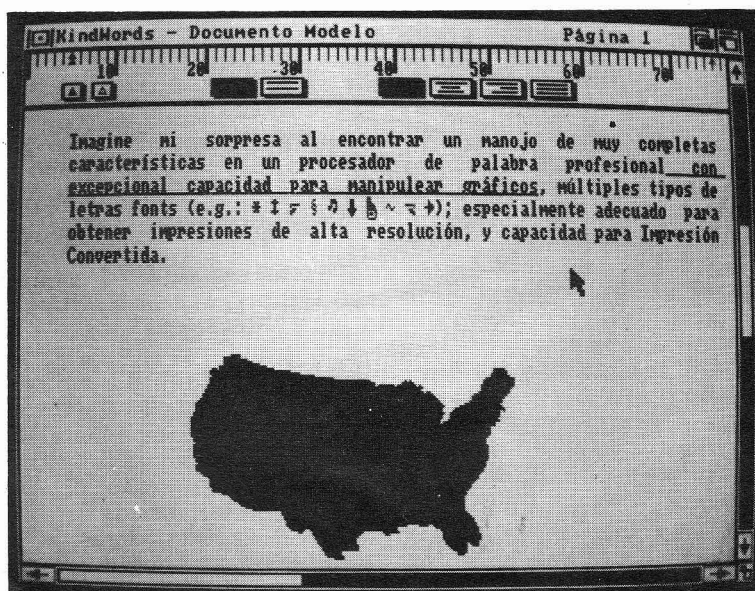 KindWords - Documento Modelo Página 1
10 20 30 40 50 60 70
Imagine mi sorpresa al encontrar un manojo de muy completas
características en un procesador de palabra profesional con
excepcional capacidad para manipulear gráficos, múltiples tipos de
letras fonts (e.g.: ); especialmente adecuado para
obtener impresiones de alta resolución, y capacidad para Impresión
Convertida.